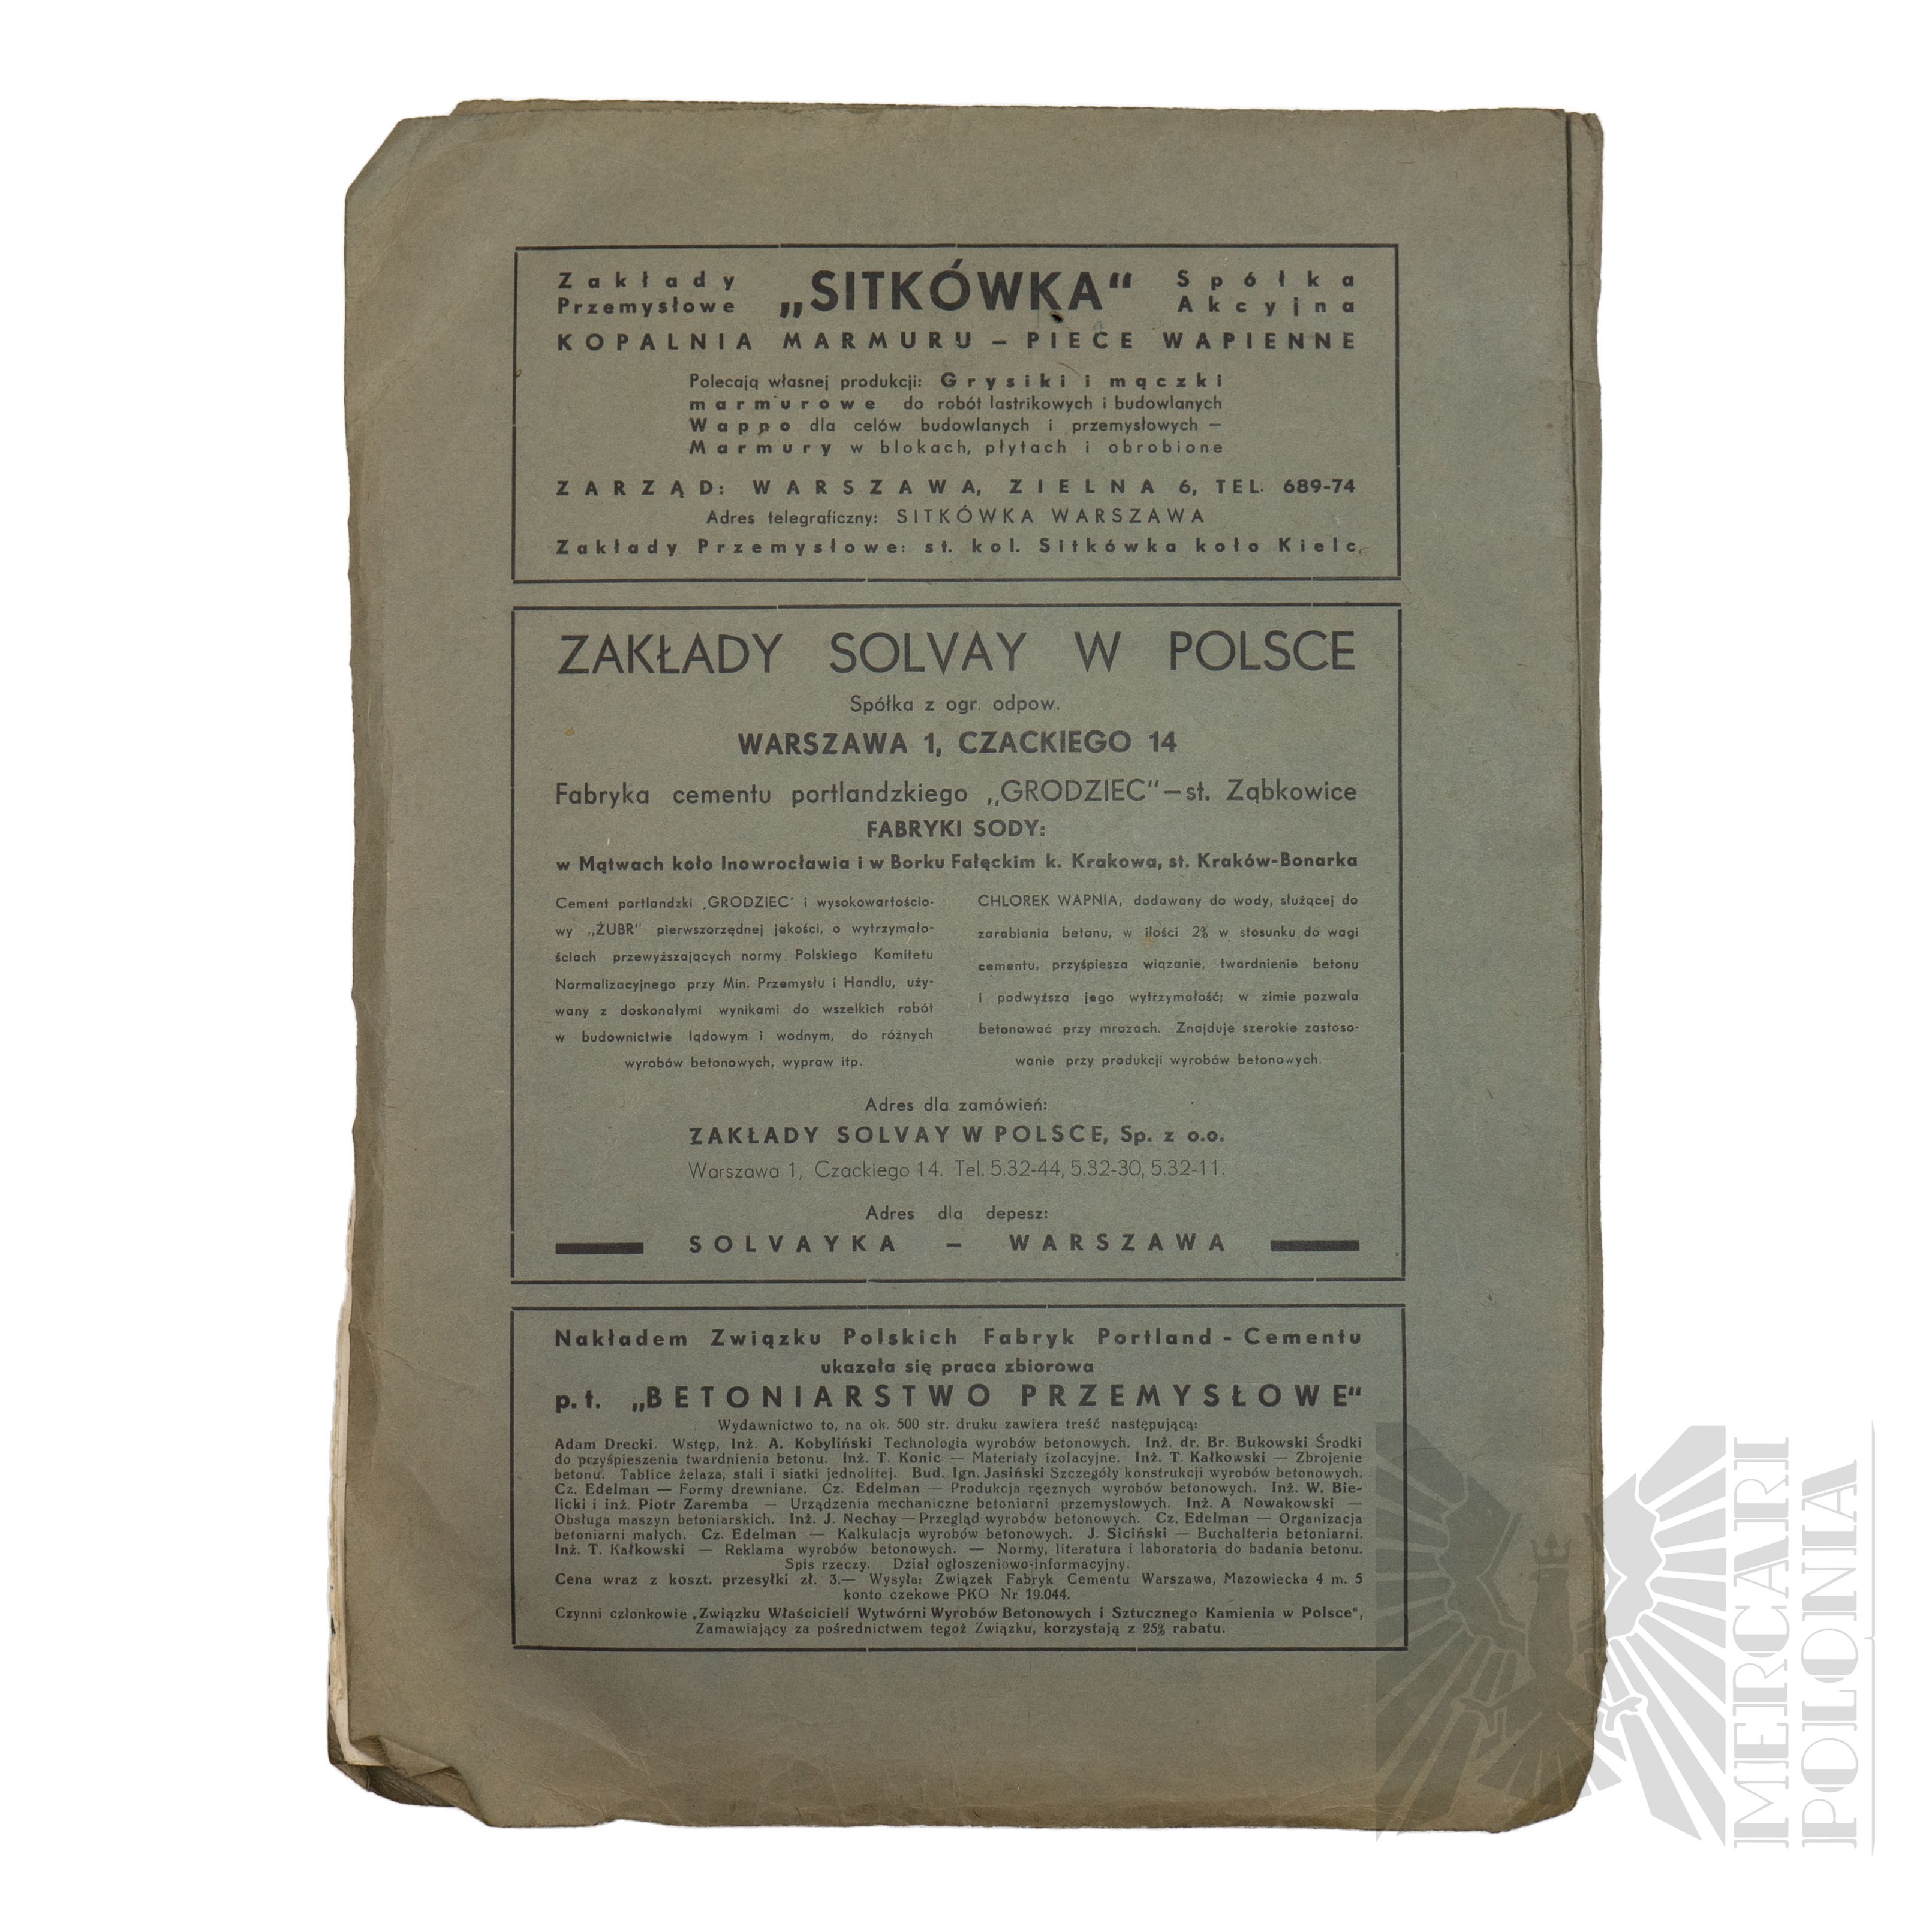 Zakłady Przemysłowe „SITKÓWKA“ Spółka Akcyjna
KOPALNIA MARMURU – PIECE WAPIENNE
Polecają własnej produkcji: Grysiki i mączki
marmurowe do robót lastrikowych i budowlanych
Wapno dla celów budowlanych i przemysłowych –
Marmury w blokach, płytach i obrobione
ZARZĄD: WARSZAWA, ZIELNA 6, TEL. 689-74
Adres telegraficzny: SITKÓWKA WARSZAWA
Zakłady Przemysłowe: st. kol. Sitkówka koło Kielc
ZAKŁADY SOLVAY W POLSCE
Spółka z ogr. odpow.
WARSZAWA 1, CZACKIEGO 14
Fabryka cementu portlandzkiego „GRODZIEC“ – st. Ząbkowice
FABRYKI SODY:
w Mątwach koło Inowrocławia i w Borku Fałęckim k. Krakowa, st. Kraków-Bonarka
Cement portlandzki „GRODZIEC“ i wysokowartościo-
wy „ŻUBR“ pierwszorzędnej jakości, o wytrzymało-
ściach przewyższających normy Polskiego Komitetu
Normalizacyjnego przy Min. Przemysłu i Handlu, uży-
wany z doskonałymi wynikami do wszelkich robót
w budownictwie lądowym i wodnym, do różnych
wyrobów betonowych, wypraw itp.
CHLOREK WAPNIA, dodawany do wody, służącej do
zarabiania betonu, w ilości 2% w stosunku do wagi
cementu, przyśpiesza wiązanie, twardnienie betonu
i podwyższa jego wytrzymałość; w zimie pozwala
betonować przy mrozach. Znajduje szerokie zastoso-
wanie przy produkcji wyrobów betonowych.
Adres dla zamówień:
ZAKŁADY SOLVAY W POLSCE, Sp. z o.o.
Warszawa 1, Czackiego 14. Tel. 5.32-44, 5.32-30, 5.32-11.
Adres dla depesz:
SOLVAYKA – WARSZAWA
Nakładem Związku Polskich Fabryk Portland - Cementu
ukazała się praca zbiorowa
p. t. „BETONIARSTWO PRZEMYSŁOWE“
Wydawnictwo to, na ok. 500 str. druku zawiera treść następującą:
Adam Drecki. Wstęp, Inż. A. Kobyliński Technologia wyrobów betonowych. Inż. dr. Br. Bukowski Środki
do przyśpieszenia twardnienia betonu. Inż. T. Konic — Materiały izolacyjne. Inż. T. Kałkowski — Zbrojenie
betonu. Tablice żelaza, stali i siatki jednolitej. Bud. Ign. Jasiński Szczegóły konstrukcji wyrobów betonowych.
Cz. Edelman — Formy drewniane. Cz. Edelman — Produkcja ręcznych wyrobów betonowych. Inż. W. Bie-
licki i inż. Piotr Zaremba — Urządzenia mechaniczne betoniarni przemysłowych. Inż. A Nowakowski —
Obsługa maszyn betoniarskich. Inż. J. Nechay — Przegląd wyrobów betonowych. Cz. Edelman — Organizacja
betoniarni małych. Cz. Edelman — Kalkulacja wyrobów betonowych. J. Siciński — Buchalteria betoniarni.
Inż. T. Kałkowski — Reklama wyrobów betonowych. — Normy, literatura i laboratoria do badania betonu.
Spis rzeczy. Dział ogłoszeniowo-informacyjny.
Cena wraz z koszt. przesyłki zł. 3.— Wysyła: Związek Fabryk Cementu Warszawa, Mazowiecka 4 m. 5
konto czekowe PKO Nr 19.044.
Czynni członkowie „Związku Właścicieli Wytwórni Wyrobów Betonowych i Sztucznego Kamienia w Polsce“,
Zamawiający za pośrednictwem tegoż Związku, korzystają z 25% rabatu.
MERCARI
POLONIA